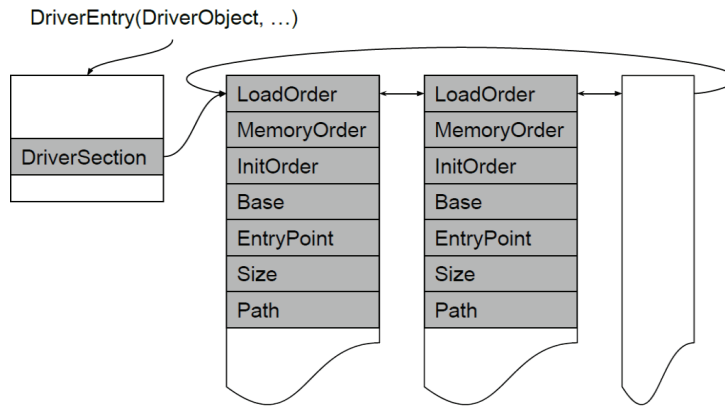 DriverEntry(DriverObject, …)
DriverSection
LoadOrder
MemoryOrder
InitOrder
Base
EntryPoint
Size
Path
LoadOrder
MemoryOrder
InitOrder
Base
EntryPoint
Size
Path